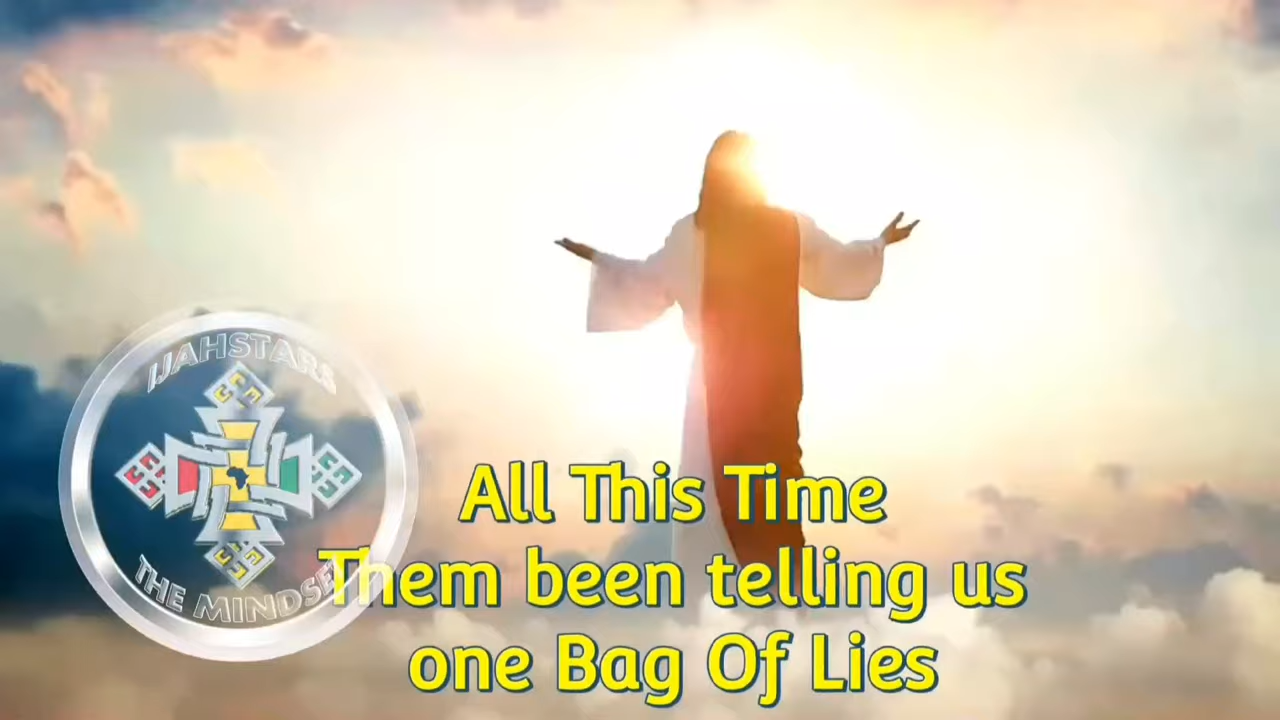 IJAHSTARS
THE MINDSET
All This Time
Them been telling us
one Bag Of Lies